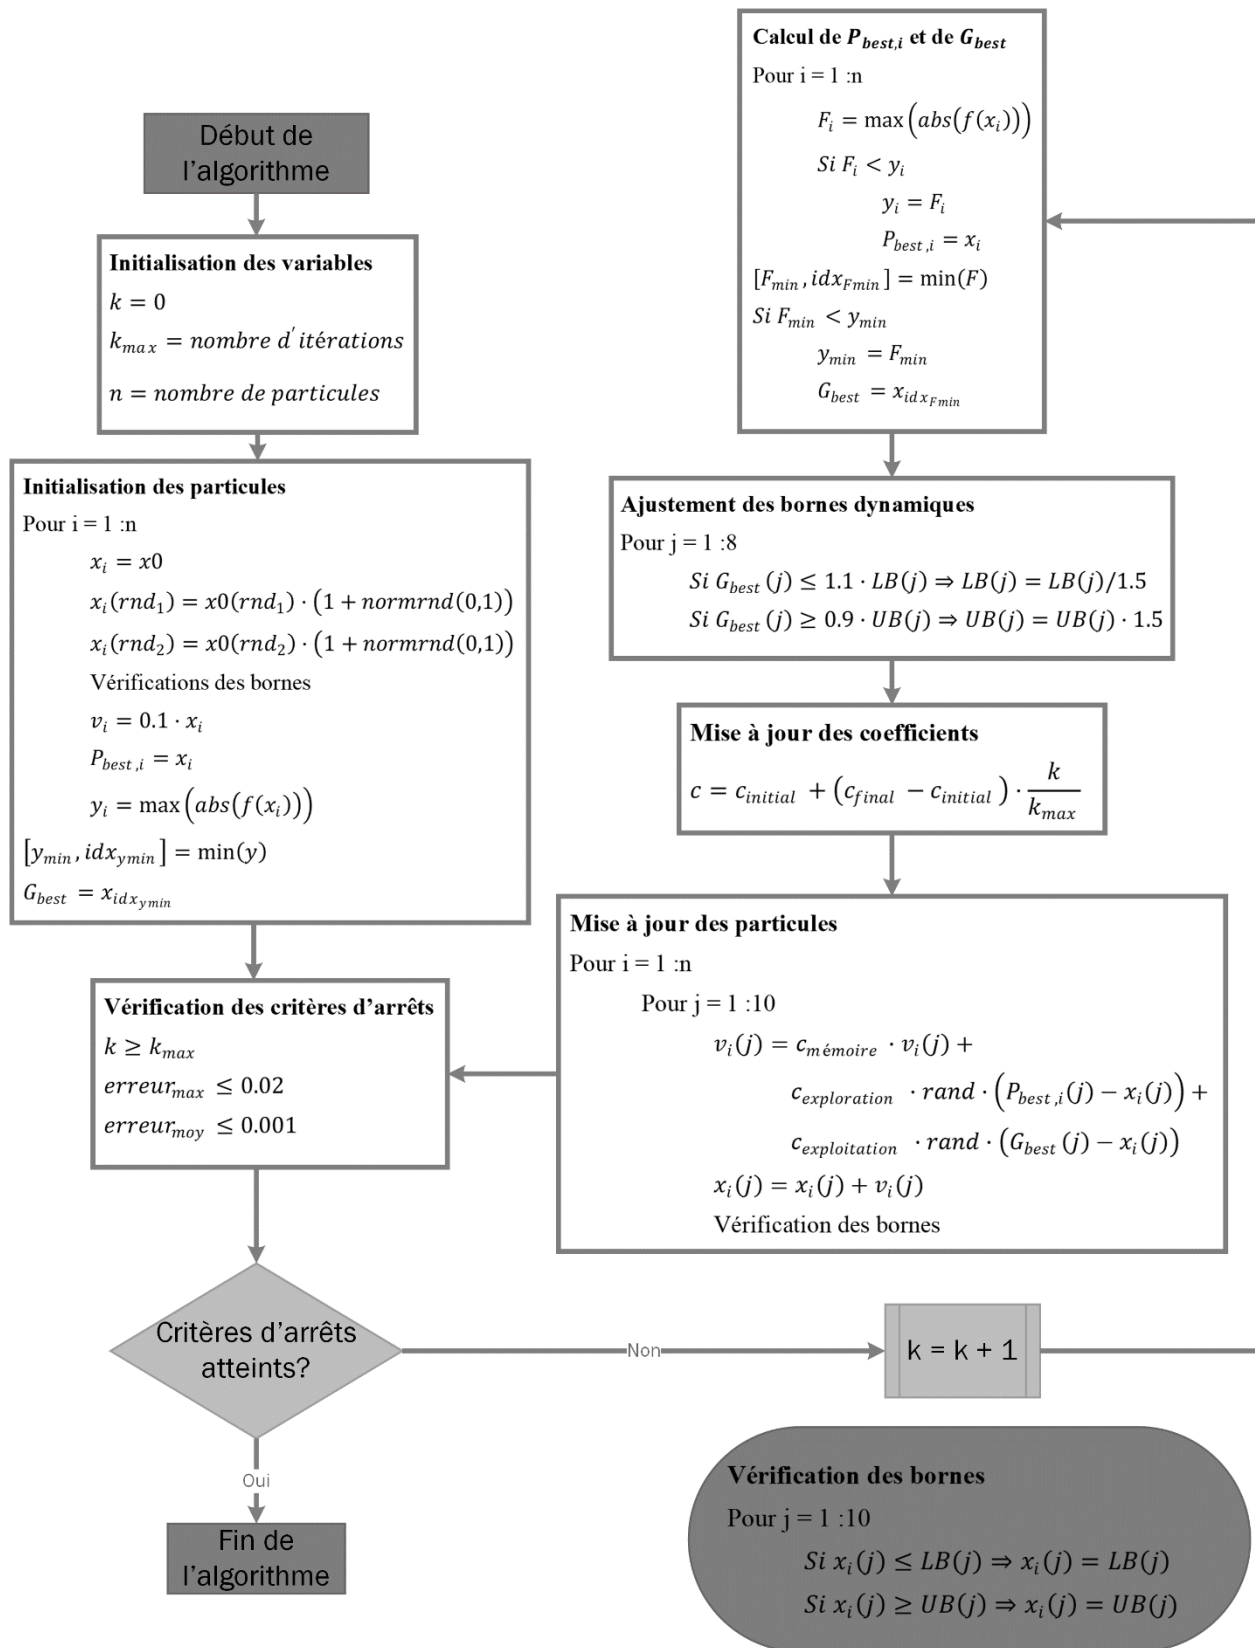 Début de
l'algorithme
Initialisation des variables
k = 0
k_max = nombre d'itérations
n = nombre de particules
Initialisation des particules
Pour i = 1 :n
x_i = x0
x_i(rnd_1) = x0(rnd_1) · (1 + normrnd(0,1))
x_i(rnd_2) = x0(rnd_2) · (1 + normrnd(0,1))
Vérifications des bornes
v_i = 0.1 · x_i
P_best,i = x_i
y_i = max(abs(f(x_i)))
[y_min, idx_ymin] = min(y)
G_best = x_idx_ymin
Vérification des critères d'arrêts
k ≥ k_max
erreur_max ≤ 0.02
erreur_moy ≤ 0.001
Critères d'arrêts
atteints?
Oui
Fin de
l'algorithme
Non
k = k + 1
Calcul de P_best,i et de G_best
Pour i = 1 :n
F_i = max(abs(f(x_i)))
Si F_i < y_i
y_i = F_i
P_best,i = x_i
[F_min, idx_Fmin] = min(F)
Si F_min < y_min
y_min = F_min
G_best = x_idx_Fmin
Ajustement des bornes dynamiques
Pour j = 1 :8
Si G_best(j) ≤ 1.1 · LB(j) ⇒ LB(j) = LB(j)/1.5
Si G_best(j) ≥ 0.9 · UB(j) ⇒ UB(j) = UB(j) · 1.5
Mise à jour des coefficients
c = c_initial + (c_final − c_initial) · k/k_max
Mise à jour des particules
Pour i = 1 :n
Pour j = 1 :10
v_i(j) = c_mémoire · v_i(j) +
c_exploration · rand · (P_best,i(j) − x_i(j)) +
c_exploitation · rand · (G_best(j) − x_i(j))
x_i(j) = x_i(j) + v_i(j)
Vérification des bornes
Vérification des bornes
Pour j = 1 :10
Si x_i(j) ≤ LB(j) ⇒ x_i(j) = LB(j)
Si x_i(j) ≥ UB(j) ⇒ x_i(j) = UB(j)